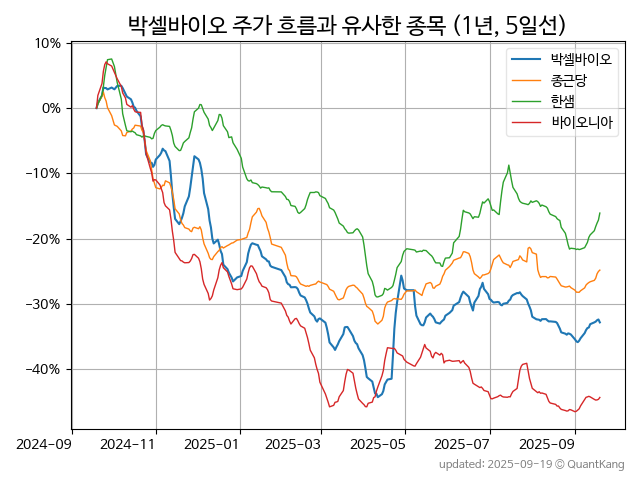 박셀바이오 주가 흐름과 유사한 종목 (1년, 5일선)
10%
0%
−10%
−20%
−30%
−40%
박셀바이오
종근당
한샘
바이오니아
2024-09 2024-11 2025-01 2025-03 2025-05 2025-07 2025-09
updated: 2025-09-19 © QuantKang